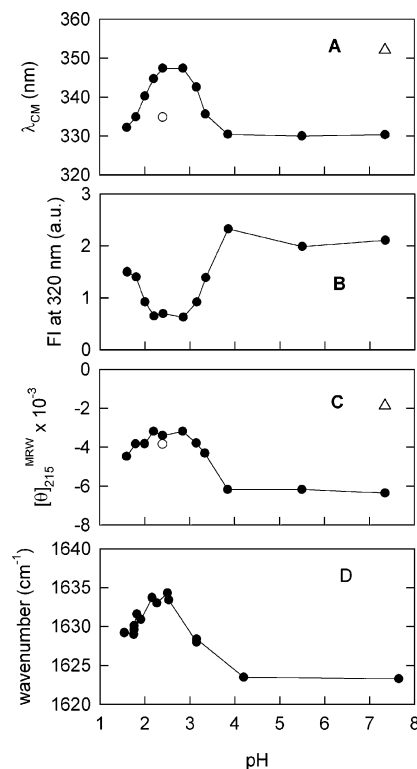 360
350
340
330
320
λCM (nm)
A
3
2
1
0
FI at 320 nm (a.u.)
B
0
-2
-4
-6
-8
[θ]215MRW x 10-3
C
1640
1635
1630
1625
1620
wavenumber (cm-1)
D
1 2 3 4 5 6 7 8
pH